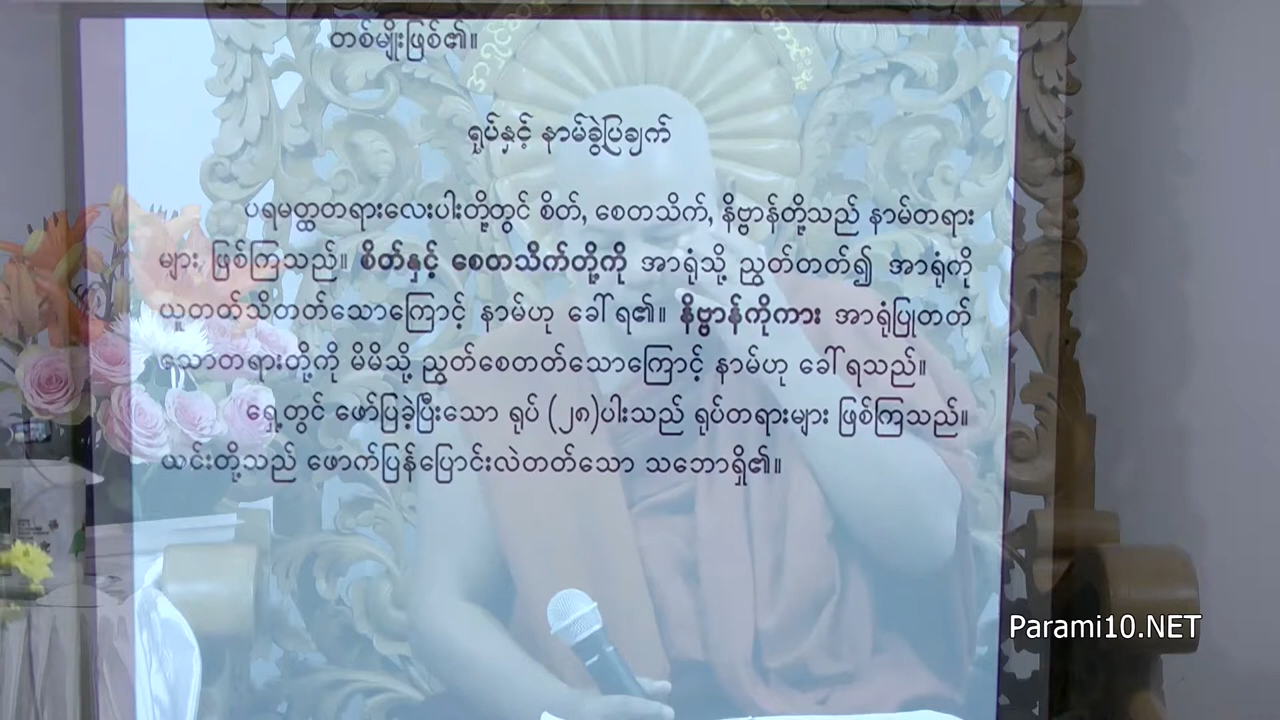 တစ်မျိုးဖြစ်၏။
ရုပ်နှင့် နာမ်ခွဲပြချက်
ပရမတ္ထတရားလေးပါးတို့တွင် စိတ်, စေတသိက်, နိဗ္ဗာန်တို့သည် နာမ်တရား
များ ဖြစ်ကြသည်။ စိတ်နှင့် စေတသိက်တို့ကို အာရုံသို့ ညွတ်တတ်၍ အာရုံကို
ယူတတ်သိတတ်သောကြောင့် နာမ်ဟု ခေါ်ရ၏။ နိဗ္ဗာန်ကိုကား အာရုံပြုတတ်
သောတရားတို့ကို မိမိသို့ ညွတ်စေတတ်သောကြောင့် နာမ်ဟု ခေါ်ရသည်။
ရှေ့တွင် ဖော်ပြခဲ့ပြီးသော ရုပ် (၂၈)ပါးသည် ရုပ်တရားများ ဖြစ်ကြသည်။
ယင်းတို့သည် ဖောက်ပြန်ပြောင်းလဲတတ်သော သဘောရှိ၏။
Parami10.NET